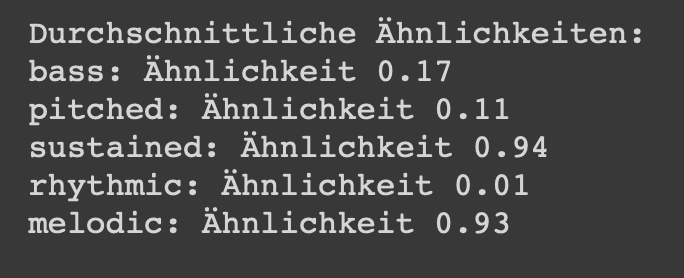 Durchschnittliche Ähnlichkeiten:
bass: Ähnlichkeit 0.17
pitched: Ähnlichkeit 0.11
sustained: Ähnlichkeit 0.94
rhythmic: Ähnlichkeit 0.01
melodic: Ähnlichkeit 0.93